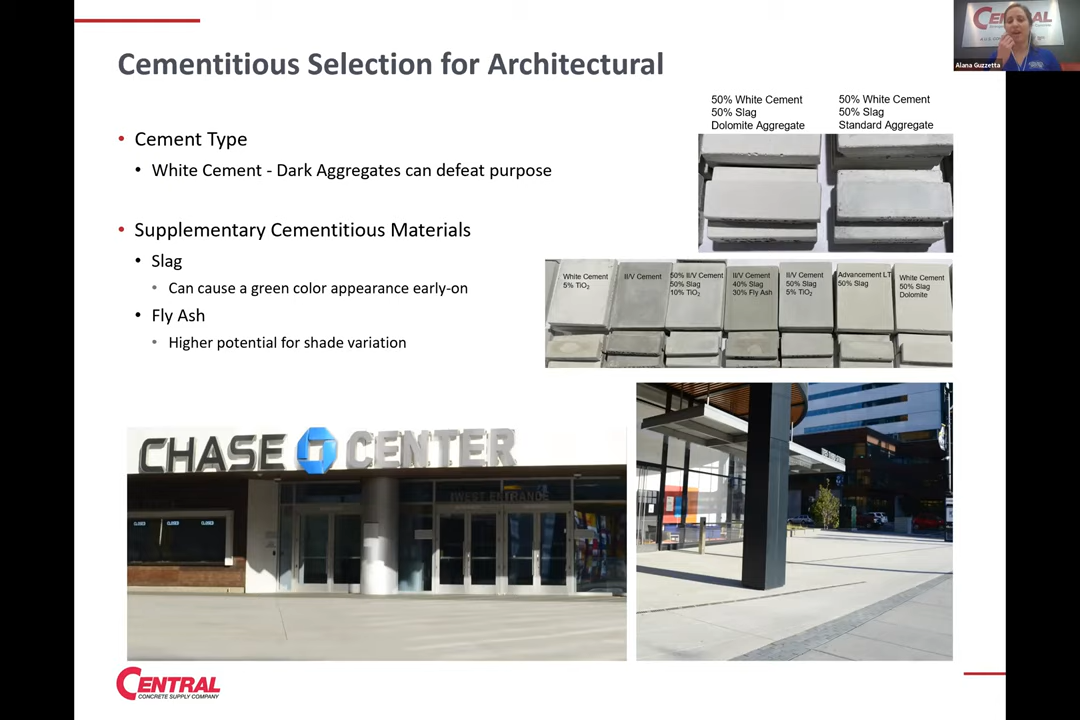 CENTRAL
Alana Guzzetta
Cementitious Selection for Architectural
• Cement Type
• White Cement - Dark Aggregates can defeat purpose
• Supplementary Cementitious Materials
• Slag
• Can cause a green color appearance early-on
• Fly Ash
• Higher potential for shade variation
50% White Cement
50% Slag
Dolomite Aggregate
50% White Cement
50% Slag
Standard Aggregate
White Cement
5% TiO₂
II/V Cement
50% II/V Cement
50% Slag
10% TiO₂
II/V Cement
40% Slag
30% Fly Ash
II/V Cement
50% Slag
5% TiO₂
Advancement LT
50% Slag
White Cement
50% Slag
Dolomite
CHASE CENTER
WEST ENTRANCE
CLOSED CLOSED CLOSED
CENTRAL
CONCRETE SUPPLY COMPANY